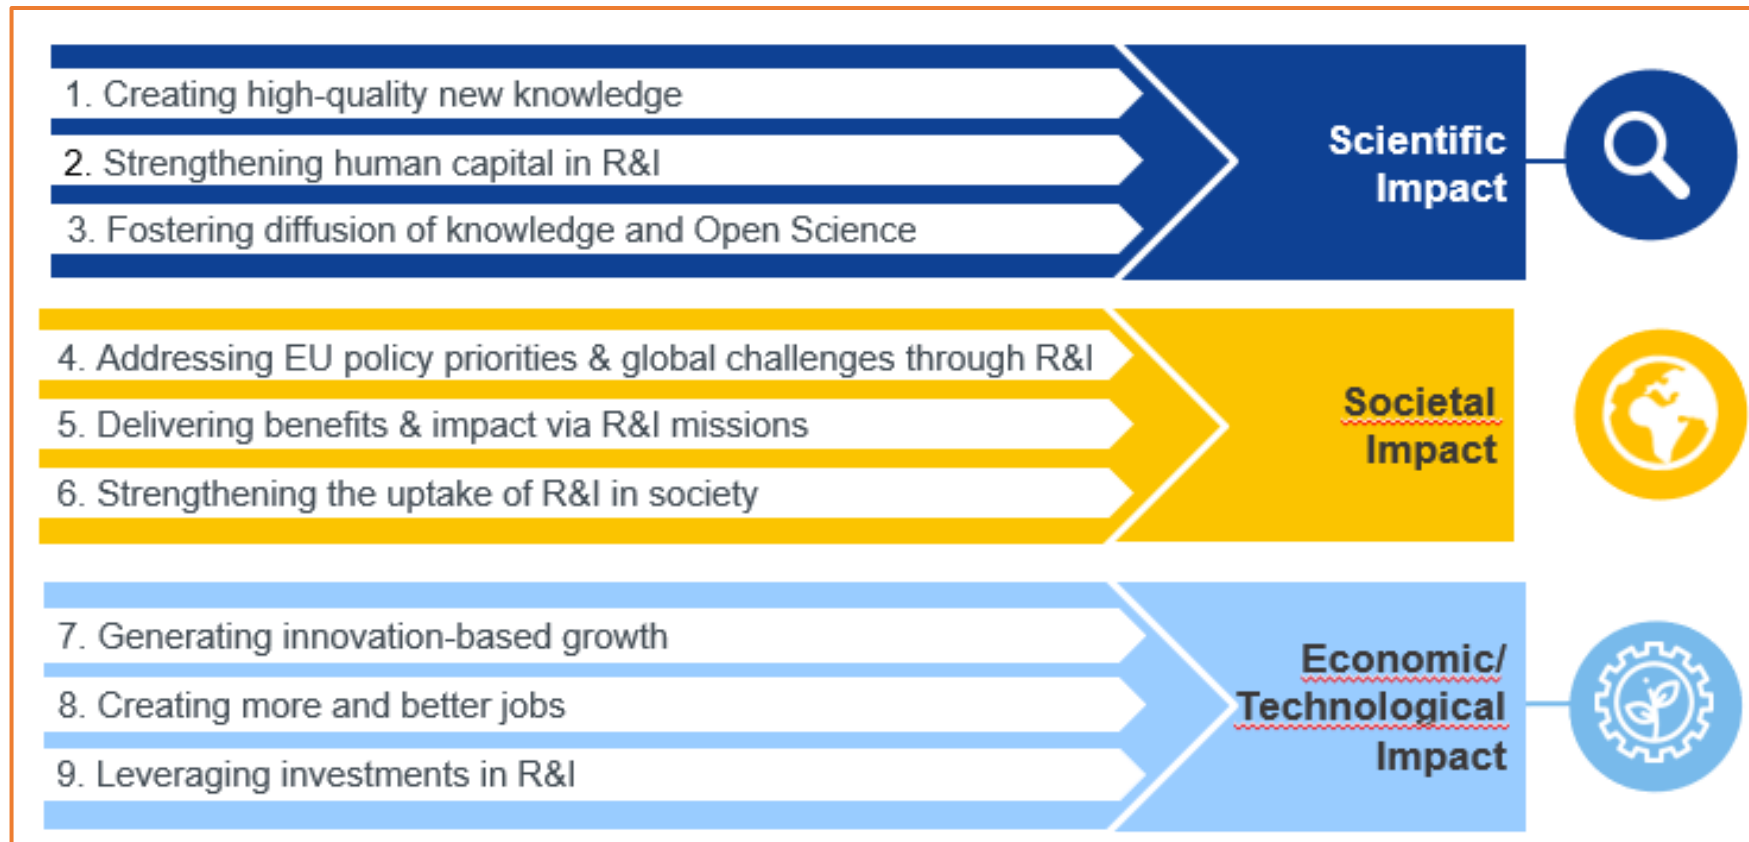 1. Creating high-quality new knowledge
2. Strengthening human capital in R&I
3. Fostering diffusion of knowledge and Open Science
Scientific
Impact
4. Addressing EU policy priorities & global challenges through R&I
5. Delivering benefits & impact via R&I missions
6. Strengthening the uptake of R&I in society
Societal
Impact
7. Generating innovation-based growth
8. Creating more and better jobs
9. Leveraging investments in R&I
Economic/
Technological
Impact